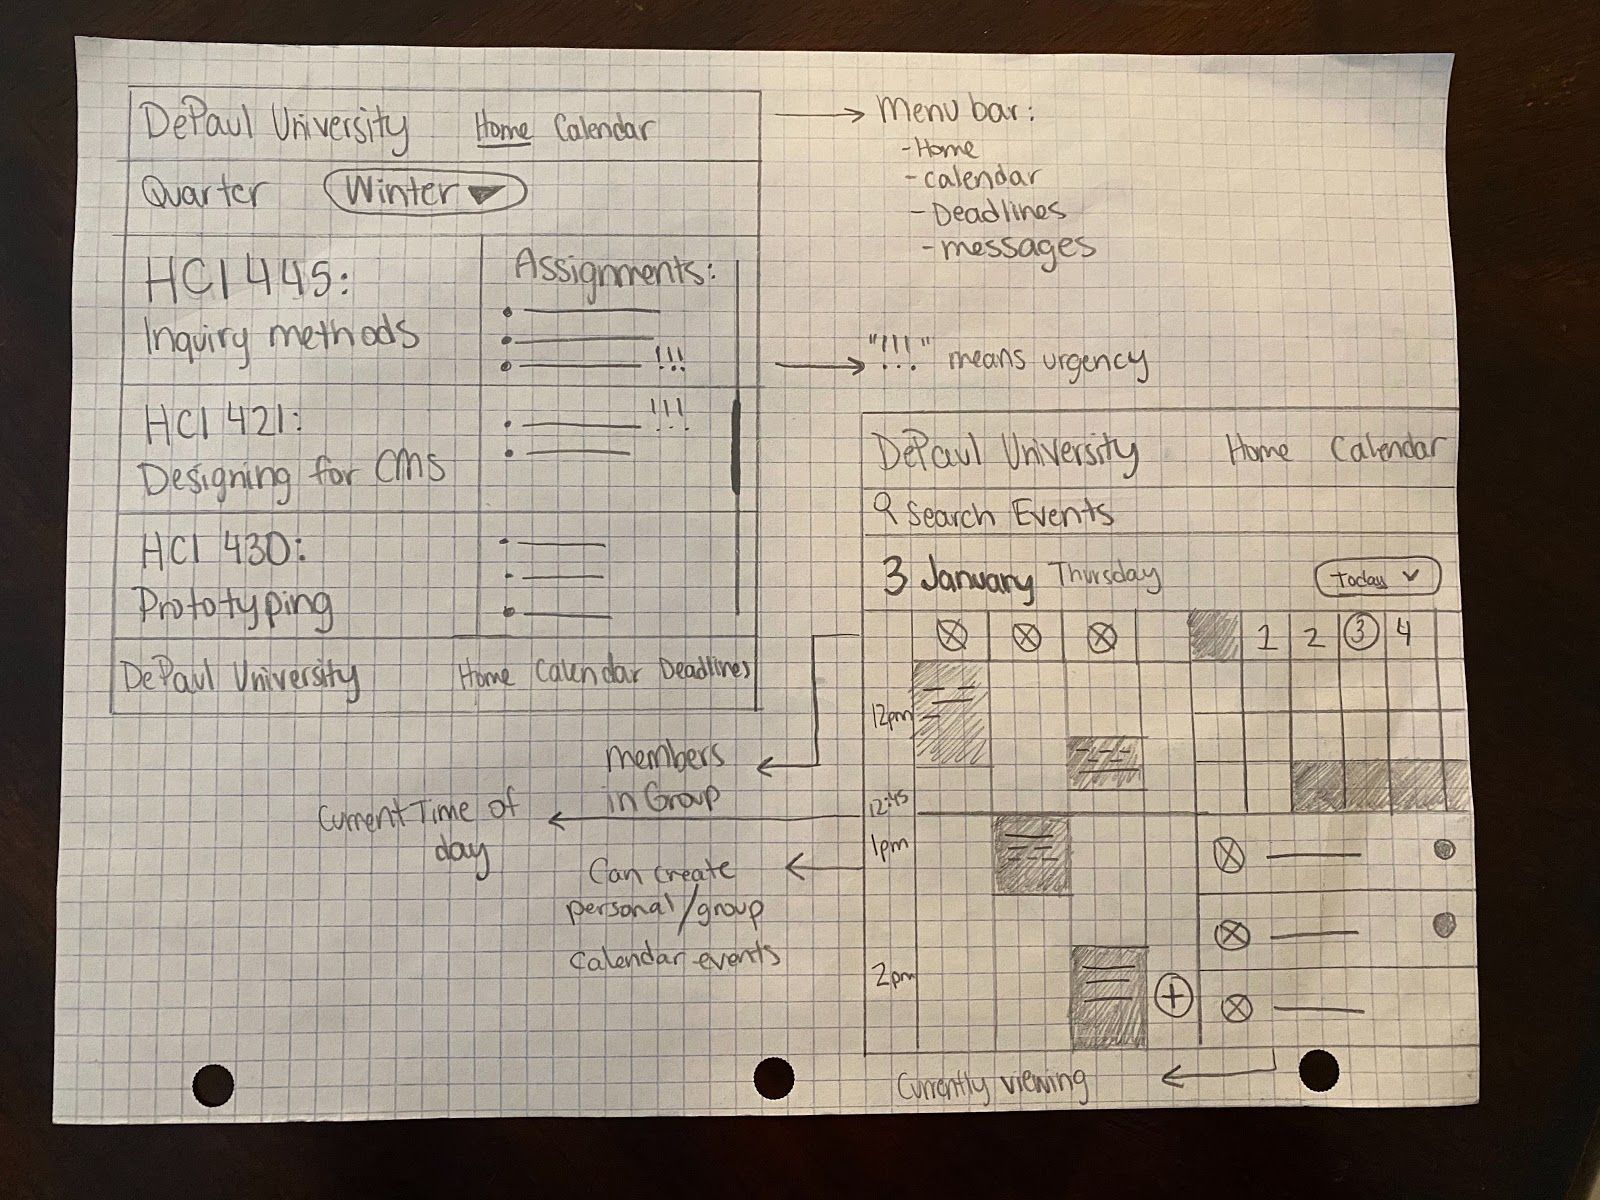 DePaul University Home Calendar
Quarter Winter
HCI 445:
Inquiry methods
Assignments:
!!!
HCI 421:
Designing for CMS
!!!
HCI 430:
Prototyping
DePaul University Home Calendar Deadlines
Menu bar:
- Home
- calendar
- Deadlines
- messages
"!!!" means urgency
DePaul University Home Calendar
Search Events
3 January Thursday Today
1 2 3 4
12pm
12:45
1pm
2pm
+
members
in Group
Current Time of
day
Can create
personal/group
calendar events
Currently viewing